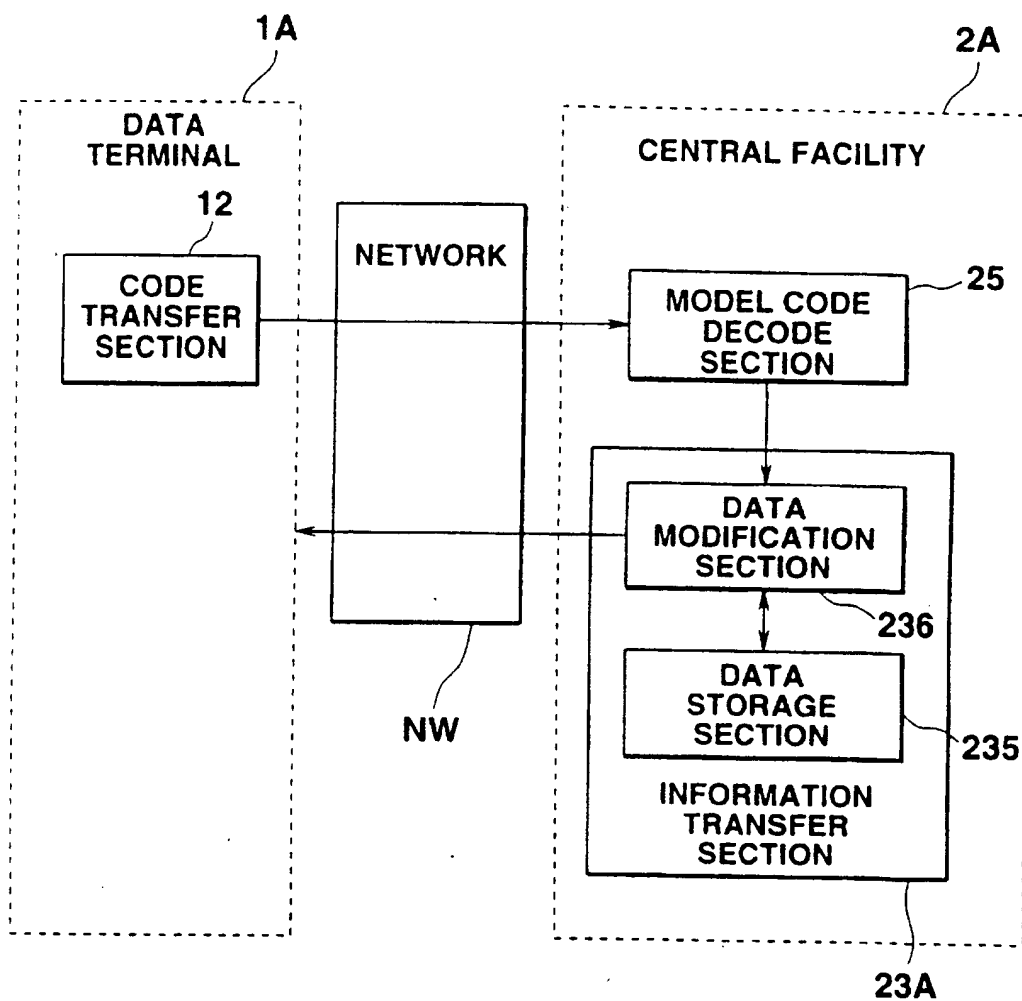 1A
2A
DATA
TERMINAL
CENTRAL FACILITY
12
NETWORK
25
CODE
TRANSFER
SECTION
MODEL CODE
DECODE
SECTION
DATA
MODIFICATION
SECTION
236
DATA
STORAGE
SECTION
235
NW
INFORMATION
TRANSFER
SECTION
23A